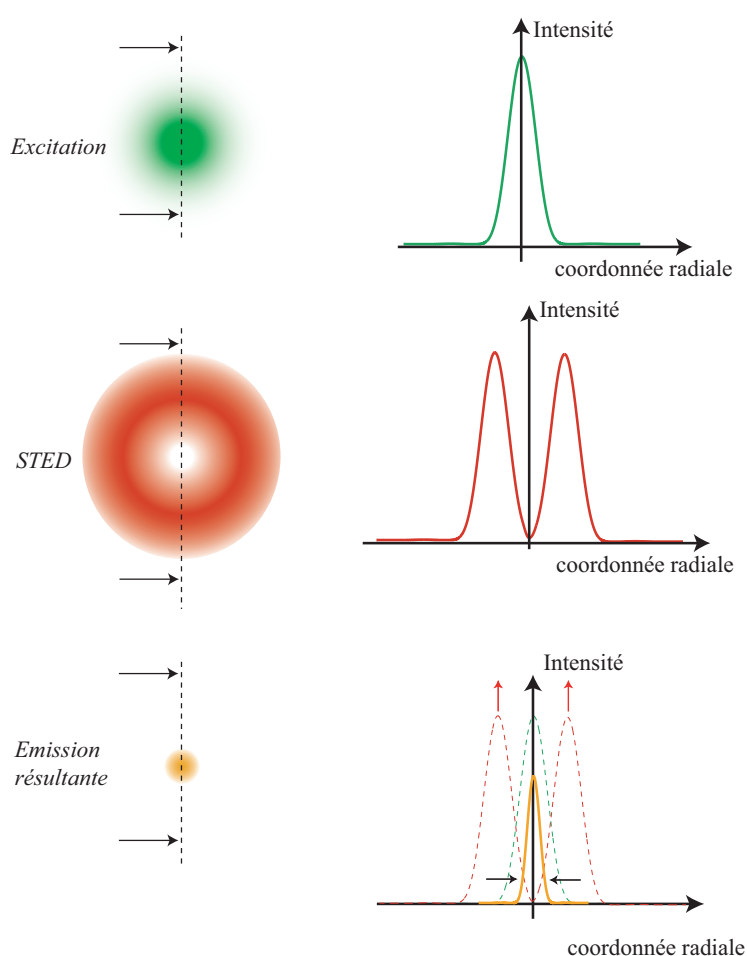 Intensité
Excitation
coordonnée radiale
Intensité
STED
coordonnée radiale
Intensité
Emission
résultante
coordonnée radiale